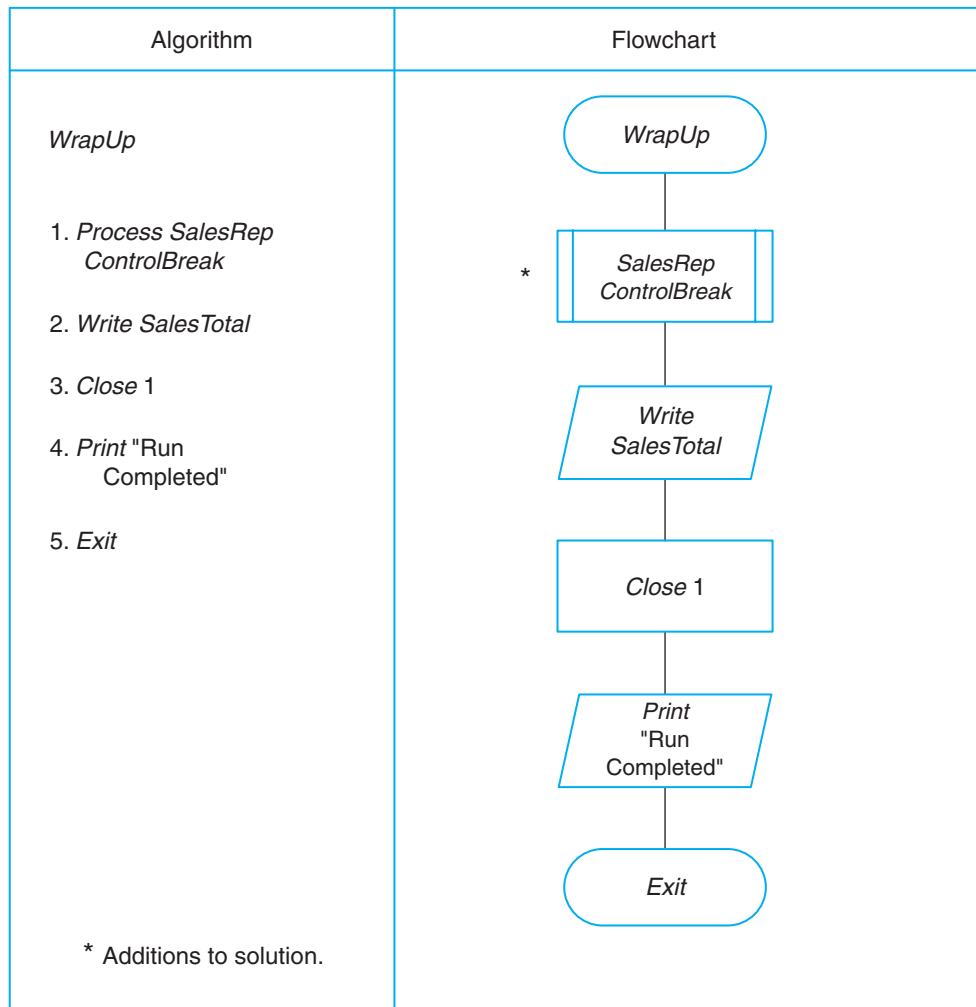 Algorithm
Flowchart
WrapUp
1. Process SalesRep
ControlBreak
2. Write SalesTotal
3. Close 1
4. Print "Run
Completed"
5. Exit
* Additions to solution.
WrapUp
*
SalesRep
ControlBreak
Write
SalesTotal
Close 1
Print
"Run
Completed"
Exit